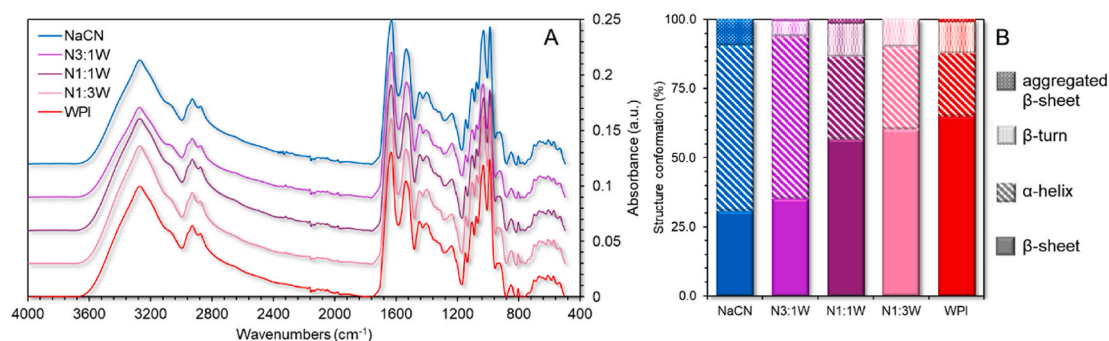 NaCN
N3:1W
N1:1W
N1:3W
WPI
A
0.25
0.2
0.15
0.1
0.05
0
Absorbance (a.u.)
4000 3600 3200 2800 2400 2000 1600 1200 800 400
Wavenumbers (cm⁻¹)
B
100.0
75.0
50.0
25.0
0.0
Structure conformation (%)
NaCN N3:1W N1:1W N1:3W WPI
aggregated
β-sheet
β-turn
α-helix
β-sheet